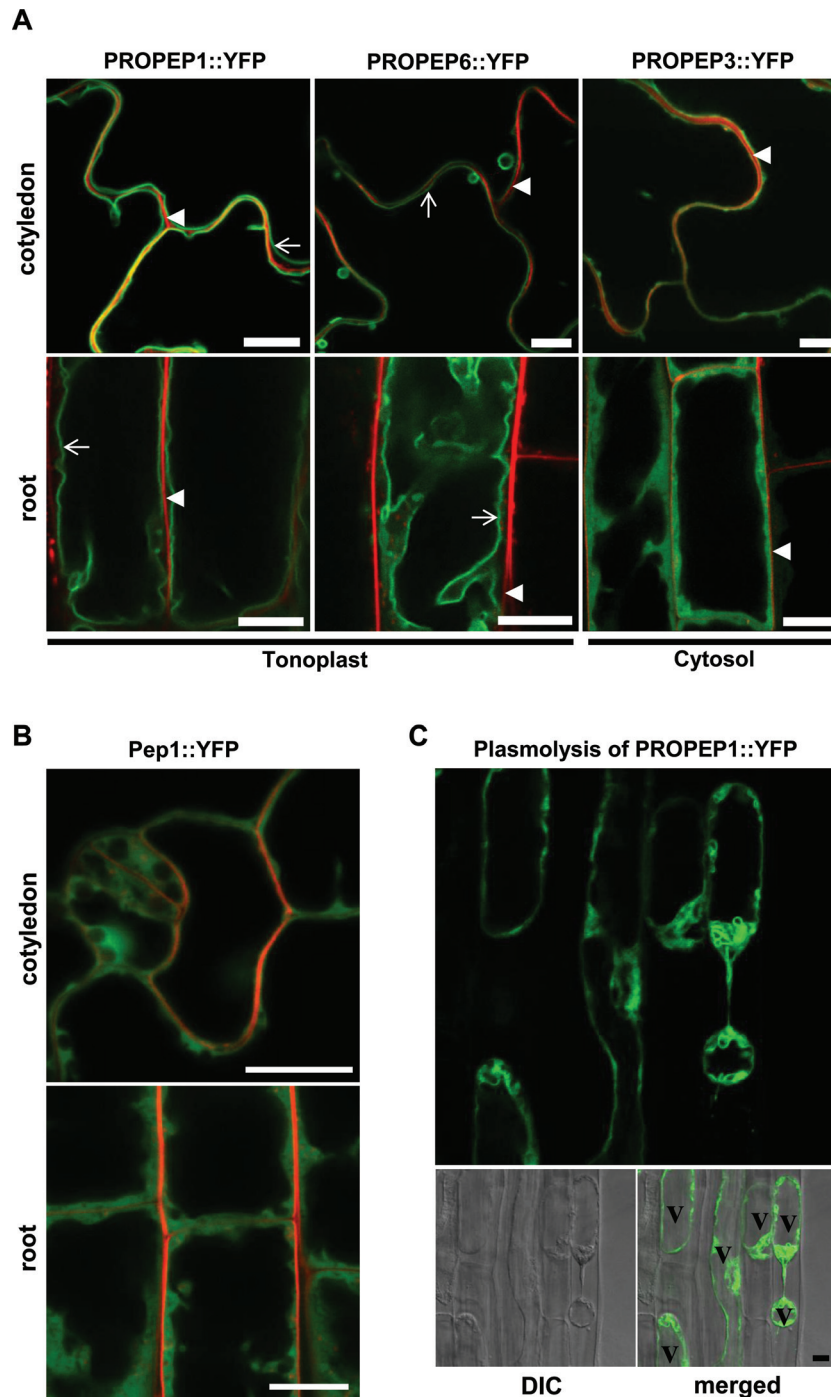 A
PROPEP1::YFP PROPEP6::YFP PROPEP3::YFP
cotyledon
root
Tonoplast Cytosol
B
Pep1::YFP
cotyledon
root
C
Plasmolysis of PROPEP1::YFP
V V V
V
V
V
DIC merged